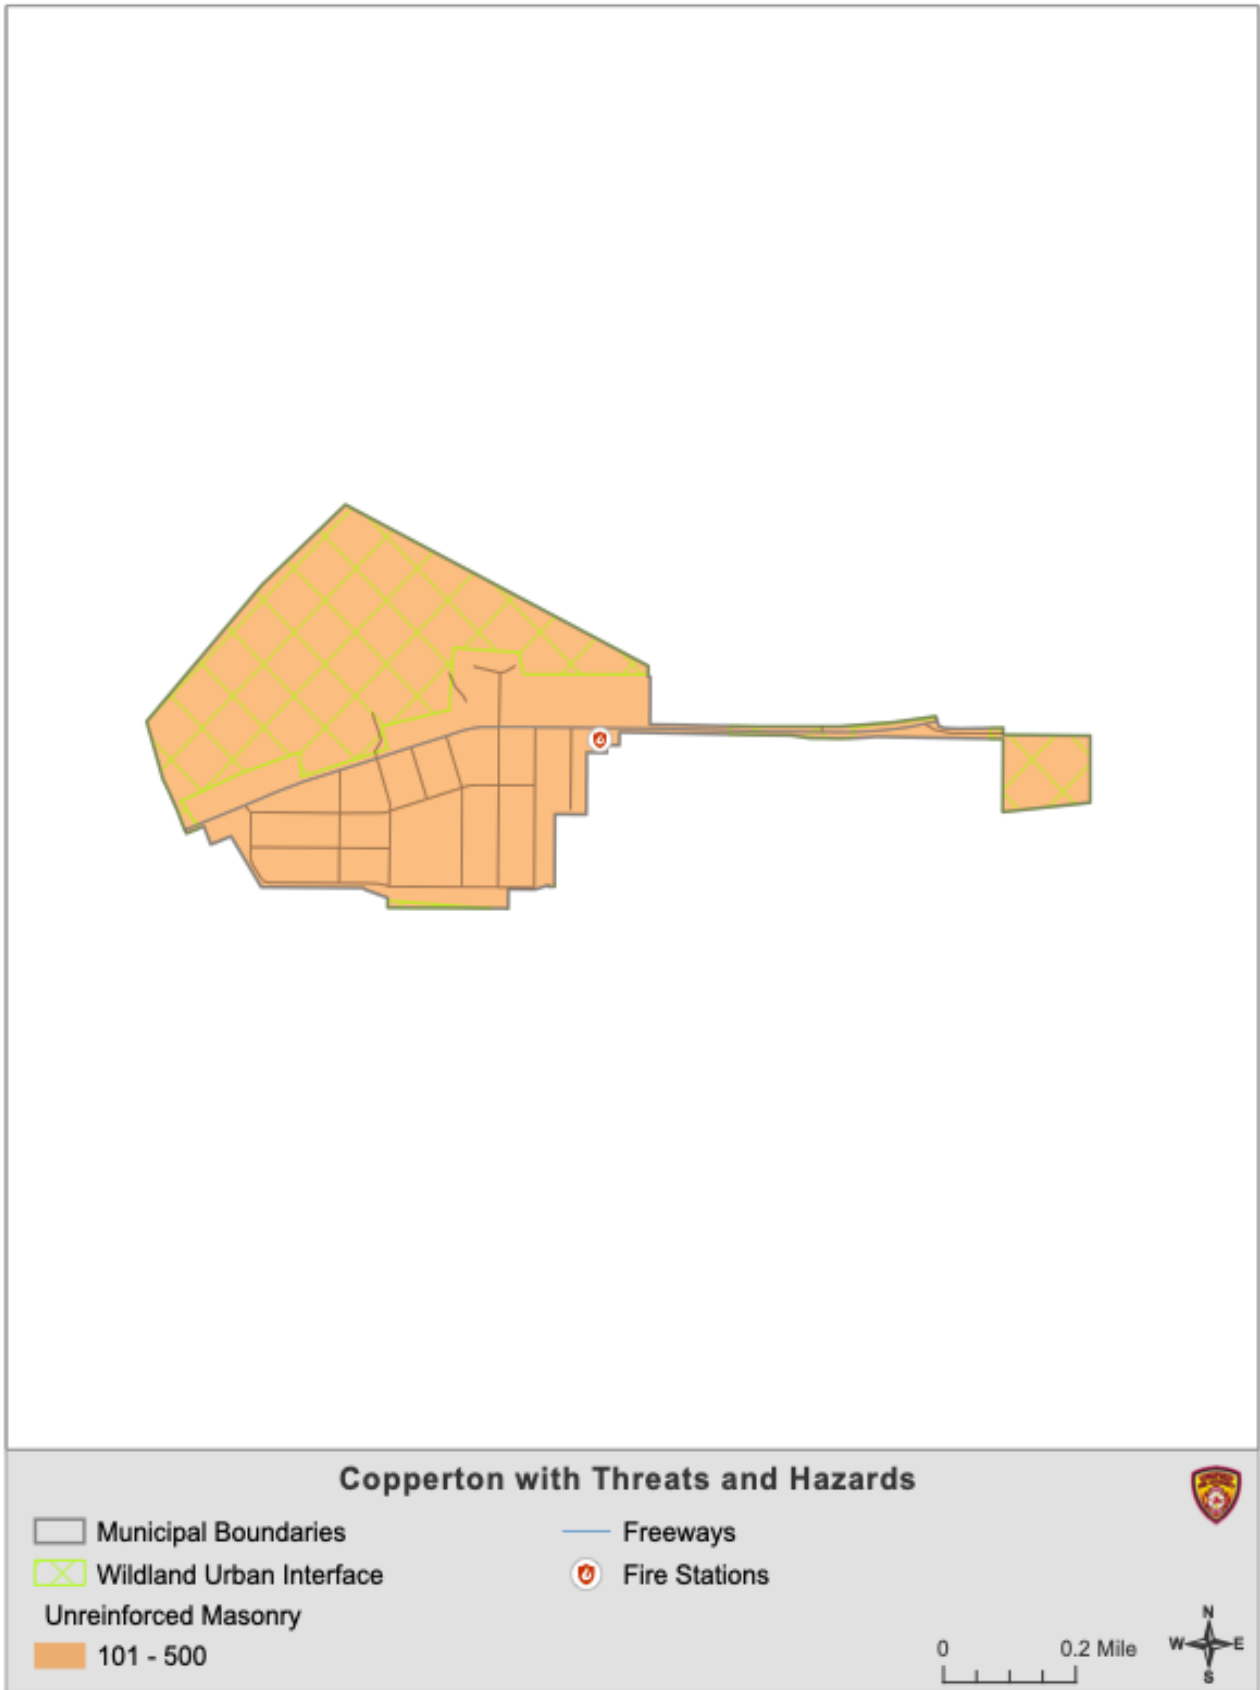 Copperton with Threats and Hazards
Municipal Boundaries
Freeways
Wildland Urban Interface
Fire Stations
Unreinforced Masonry
101 - 500
0 0.2 Mile
N
W E
S